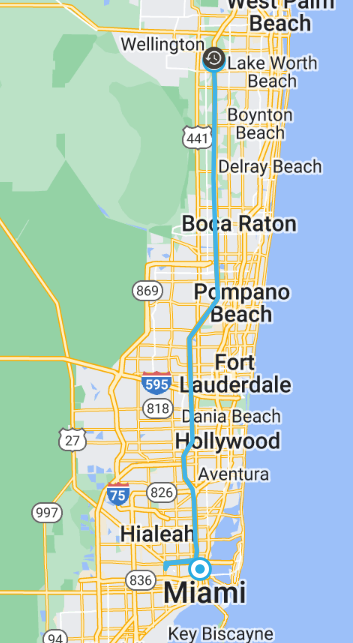 West Palm
Beach
Wellington
Lake Worth
Beach
Boynton
Beach
441
Delray Beach
Boca Raton
869
Pompano
Beach
Fort
Lauderdale
595
818
Dania Beach
27
Hollywood
Aventura
75
826
997
Hialeah
836
Miami
94
Key Biscayne